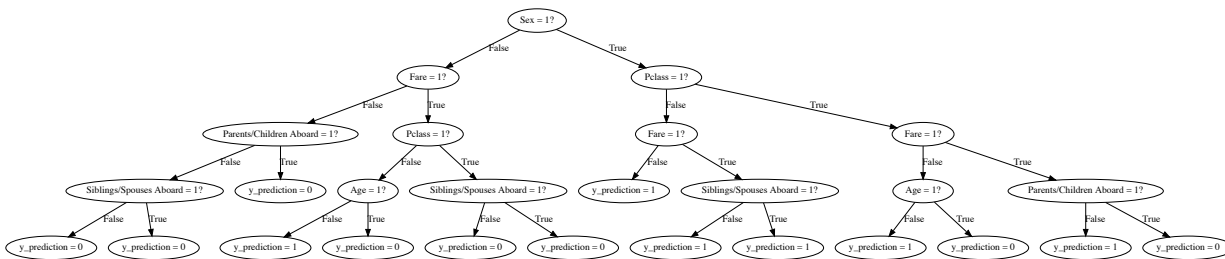 Sex = 1?
False
True
Fare = 1?
Pclass = 1?
False
True
False
True
Parents/Children Aboard = 1?
Pclass = 1?
Fare = 1?
Fare = 1?
False
True
False
True
False
True
False
True
Siblings/Spouses Aboard = 1?
y_prediction = 0
Age = 1?
Siblings/Spouses Aboard = 1?
y_prediction = 1
Siblings/Spouses Aboard = 1?
Age = 1?
Parents/Children Aboard = 1?
False
True
False
True
False
True
False
True
False
True
False
True
y_prediction = 0
y_prediction = 0
y_prediction = 1
y_prediction = 0
y_prediction = 0
y_prediction = 0
y_prediction = 1
y_prediction = 1
y_prediction = 1
y_prediction = 0
y_prediction = 1
y_prediction = 0